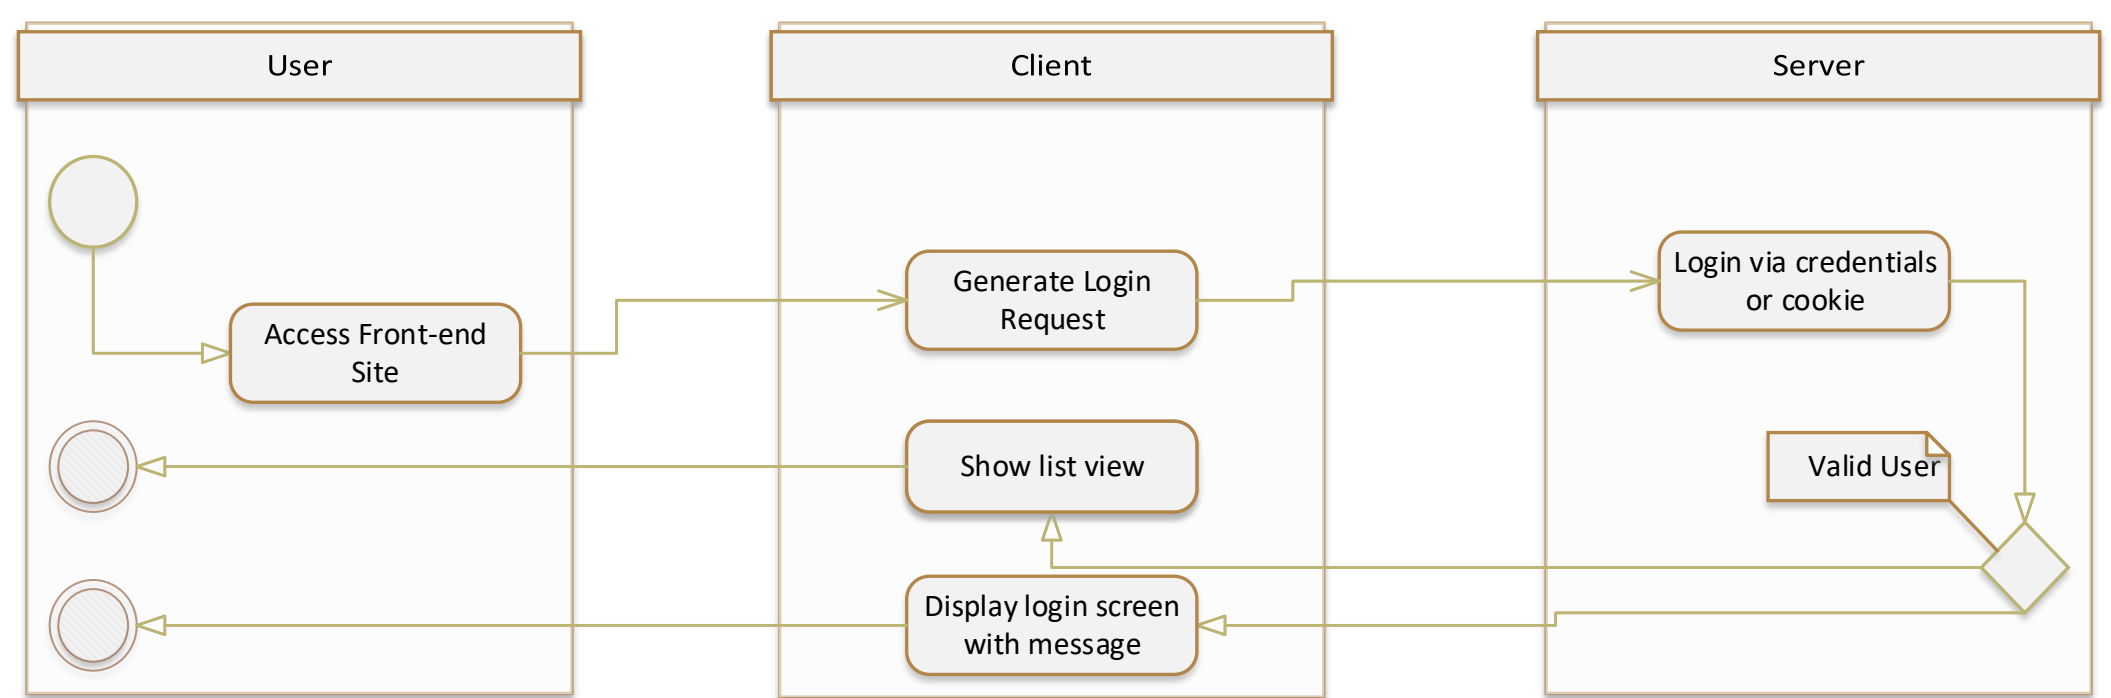 User
Client
Server
Access Front-end
Site
Generate Login
Request
Login via credentials
or cookie
Show list view
Valid User
Display login screen
with message